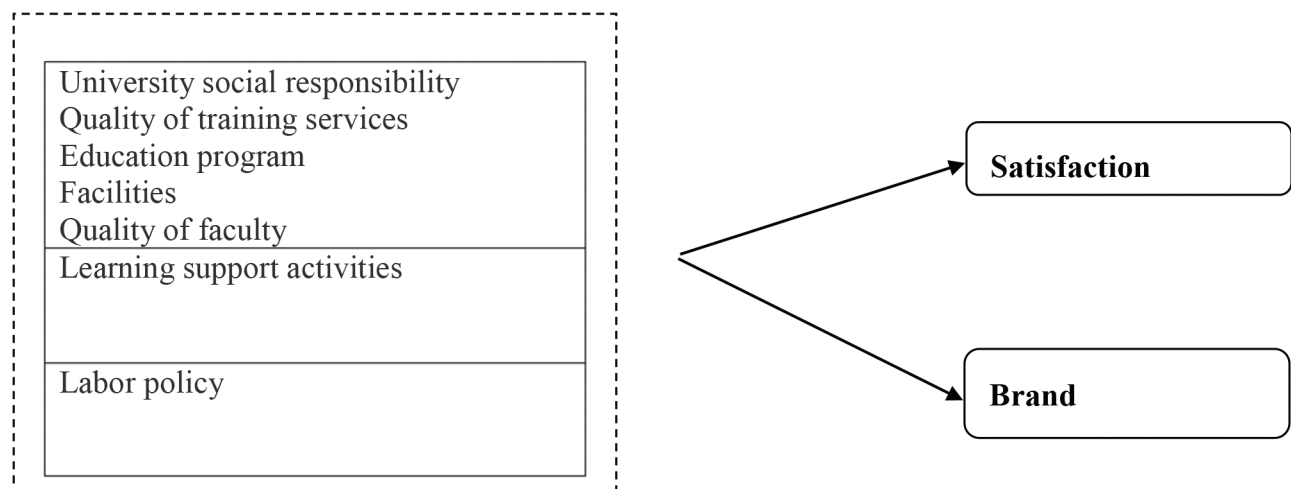 University social responsibility
Quality of training services
Education program
Facilities
Quality of faculty
Learning support activities
Labor policy
Satisfaction
Brand